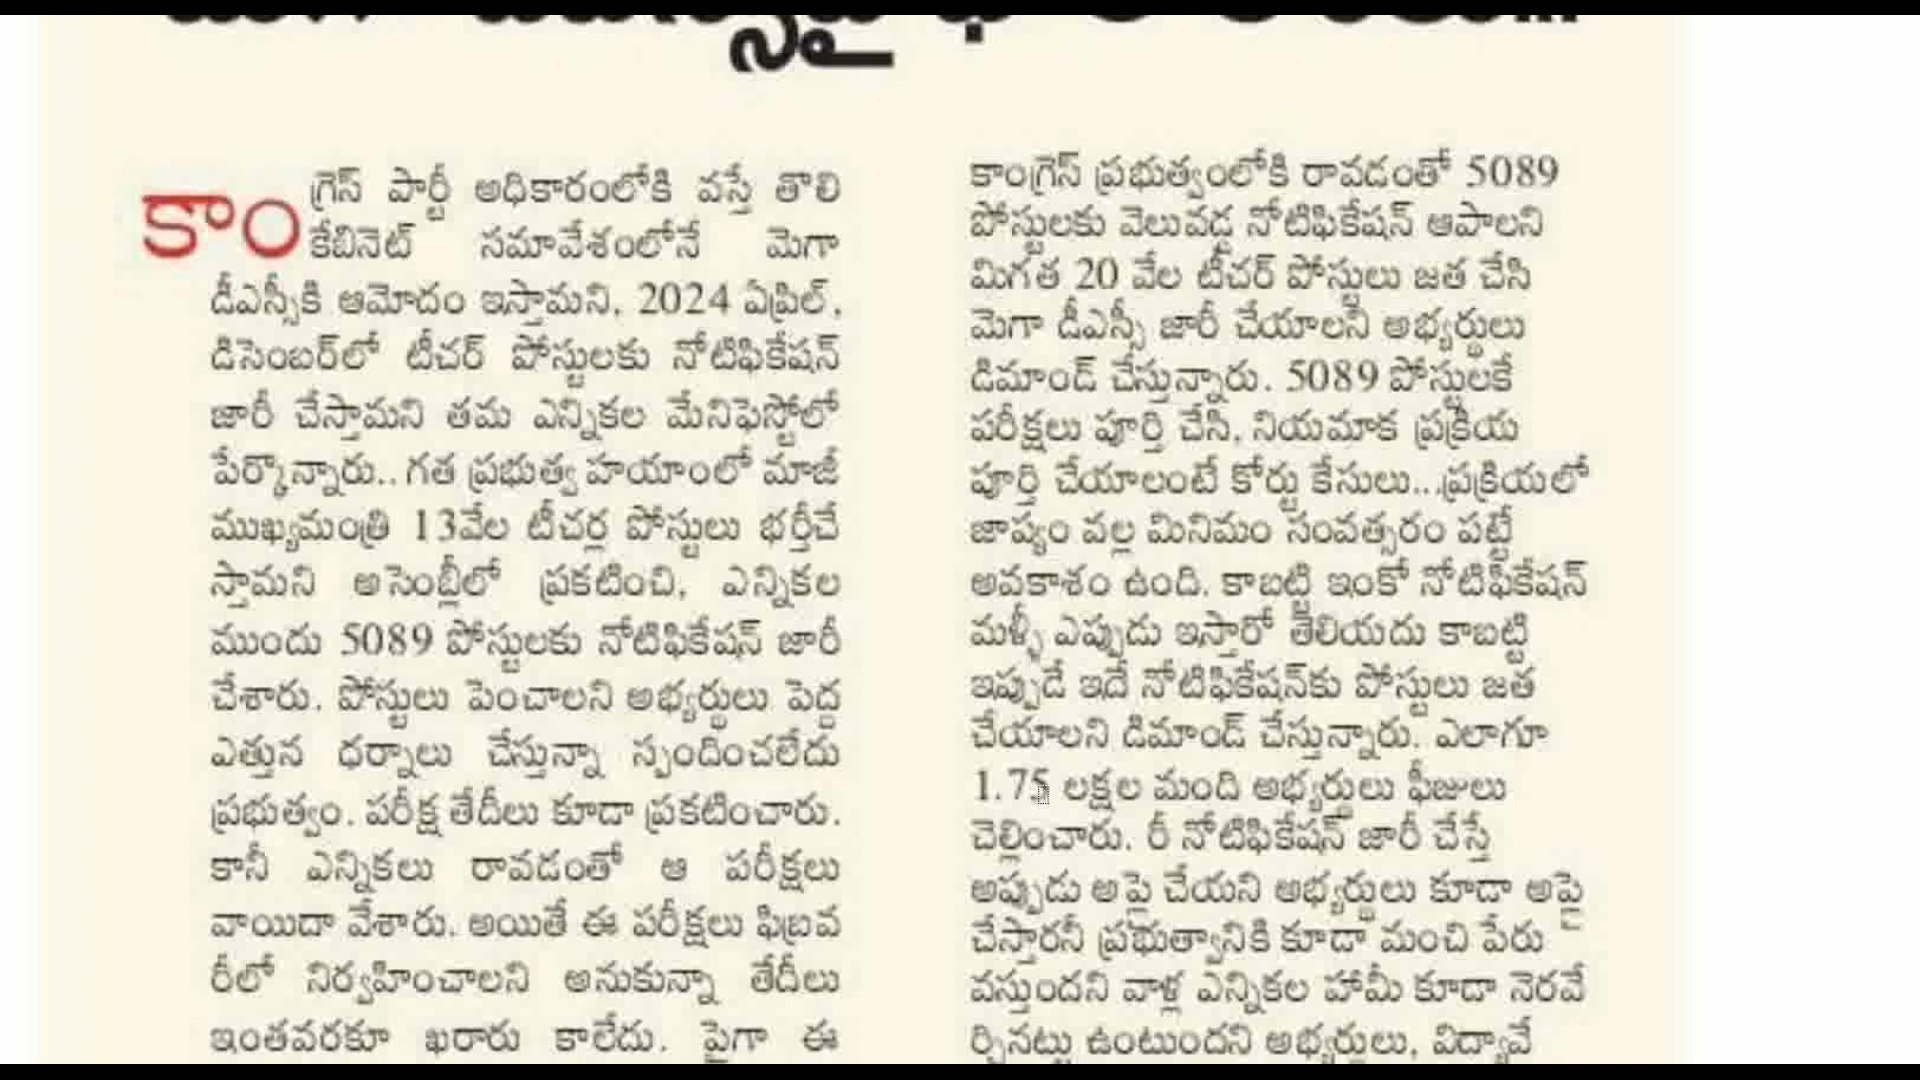 కాంగ్రెస్ పార్టీ అధికారంలోకి వస్తే తొలి
కేబినెట్ సమావేశంలోనే మెగా
డీఎస్సీకి ఆమోదం ఇస్తామని, 2024 ఏప్రిల్,
డిసెంబర్‌లో టీచర్ పోస్టులకు నోటిఫికేషన్
జారీ చేస్తామని తమ ఎన్నికల మేనిఫెస్టోలో
పేర్కొన్నారు.. గత ప్రభుత్వ హయాంలో మాజీ
ముఖ్యమంత్రి 13వేల టీచర్ల పోస్టులు భర్తీచే
స్తామని అసెంబ్లీలో ప్రకటించి, ఎన్నికల
ముందు 5089 పోస్టులకు నోటిఫికేషన్ జారీ
చేశారు. పోస్టులు పెంచాలని అభ్యర్థులు పెద్ద
ఎత్తున ధర్నాలు చేస్తున్నా స్పందించలేదు
ప్రభుత్వం. పరీక్ష తేదీలు కూడా ప్రకటించారు.
కానీ ఎన్నికలు రావడంతో ఆ పరీక్షలు
వాయిదా వేశారు. అయితే ఈ పరీక్షలు ఫిబ్రవ
రీలో నిర్వహించాలని అనుకున్నా తేదీలు
ఇంతవరకూ ఖరారు కాలేదు. పైగా ఈ
కాంగ్రెస్ ప్రభుత్వంలోకి రావడంతో 5089
పోస్టులకు వెలువడ్డ నోటిఫికేషన్ ఆపాలని
మిగత 20 వేల టీచర్ పోస్టులు జత చేసి
మెగా డీఎస్సీ జారీ చేయాలని అభ్యర్థులు
డిమాండ్ చేస్తున్నారు. 5089 పోస్టులకే
పరీక్షలు పూర్తి చేసి, నియమాక ప్రక్రియ
పూర్తి చేయాలంటే కోర్టు కేసులు...ప్రక్రియలో
జాప్యం వల్ల మినిమం సంవత్సరం పట్టే
అవకాశం ఉంది. కాబట్టి ఇంకో నోటిఫికేషన్
మళ్ళీ ఎప్పుడు ఇస్తారో తెలియదు కాబట్టి
ఇప్పుడే ఇదే నోటిఫికేషన్‌కు పోస్టులు జత
చేయాలని డిమాండ్ చేస్తున్నారు. ఎలాగూ
1.75 లక్షల మంది అభ్యర్థులు ఫీజులు
చెల్లించారు. రీ నోటిఫికేషన్ జారీ చేస్తే
అప్పుడు అప్లై చేయని అభ్యర్థులు కూడా అప్లై
చేస్తారనీ ప్రభుత్వానికి కూడా మంచి పేరు
వస్తుందని వాళ్ల ఎన్నికల హామీ కూడా నెరవే
ర్చినట్టు ఉంటుందని అభ్యర్థులు, విద్యావే